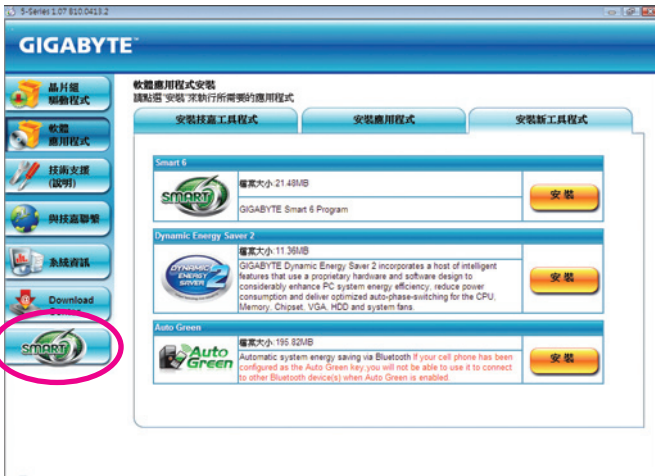 5-Series 1.07 B10.0413.2
GIGABYTE™
晶片組
驅動程式
軟體
應用程式
技術支援
(說明)
與技嘉聯繫
系統資訊
Download
SMART
軟體應用程式安裝
請點選"安裝"來執行所需要的應用程式
安裝技嘉工具程式
安裝應用程式
安裝新工具程式
Smart 6
SMART
檔案大小:21.48MB
GIGABYTE Smart 6 Program
安裝
Dynamic Energy Saver 2
DYNAMIC
ENERGY
SAVER
2
檔案大小:11.36MB
GIGABYTE Dynamic Energy Saver 2 incorporates a host of intelligent
features that use a proprietary hardware and software design to
considerably enhance PC system energy efficiency, reduce power
consumption and deliver optimized auto-phase-switching for the CPU,
Memory, Chipset, VGA, HDD and system fans.
安裝
Auto Green
Auto
Green
檔案大小:195.82MB
Automatic system energy saving via Bluetooth If your cell phone has been
configured as the Auto Green key,you will not be able to use it to connect
to other Bluetooth device(s) when Auto Green is enabled.
安裝